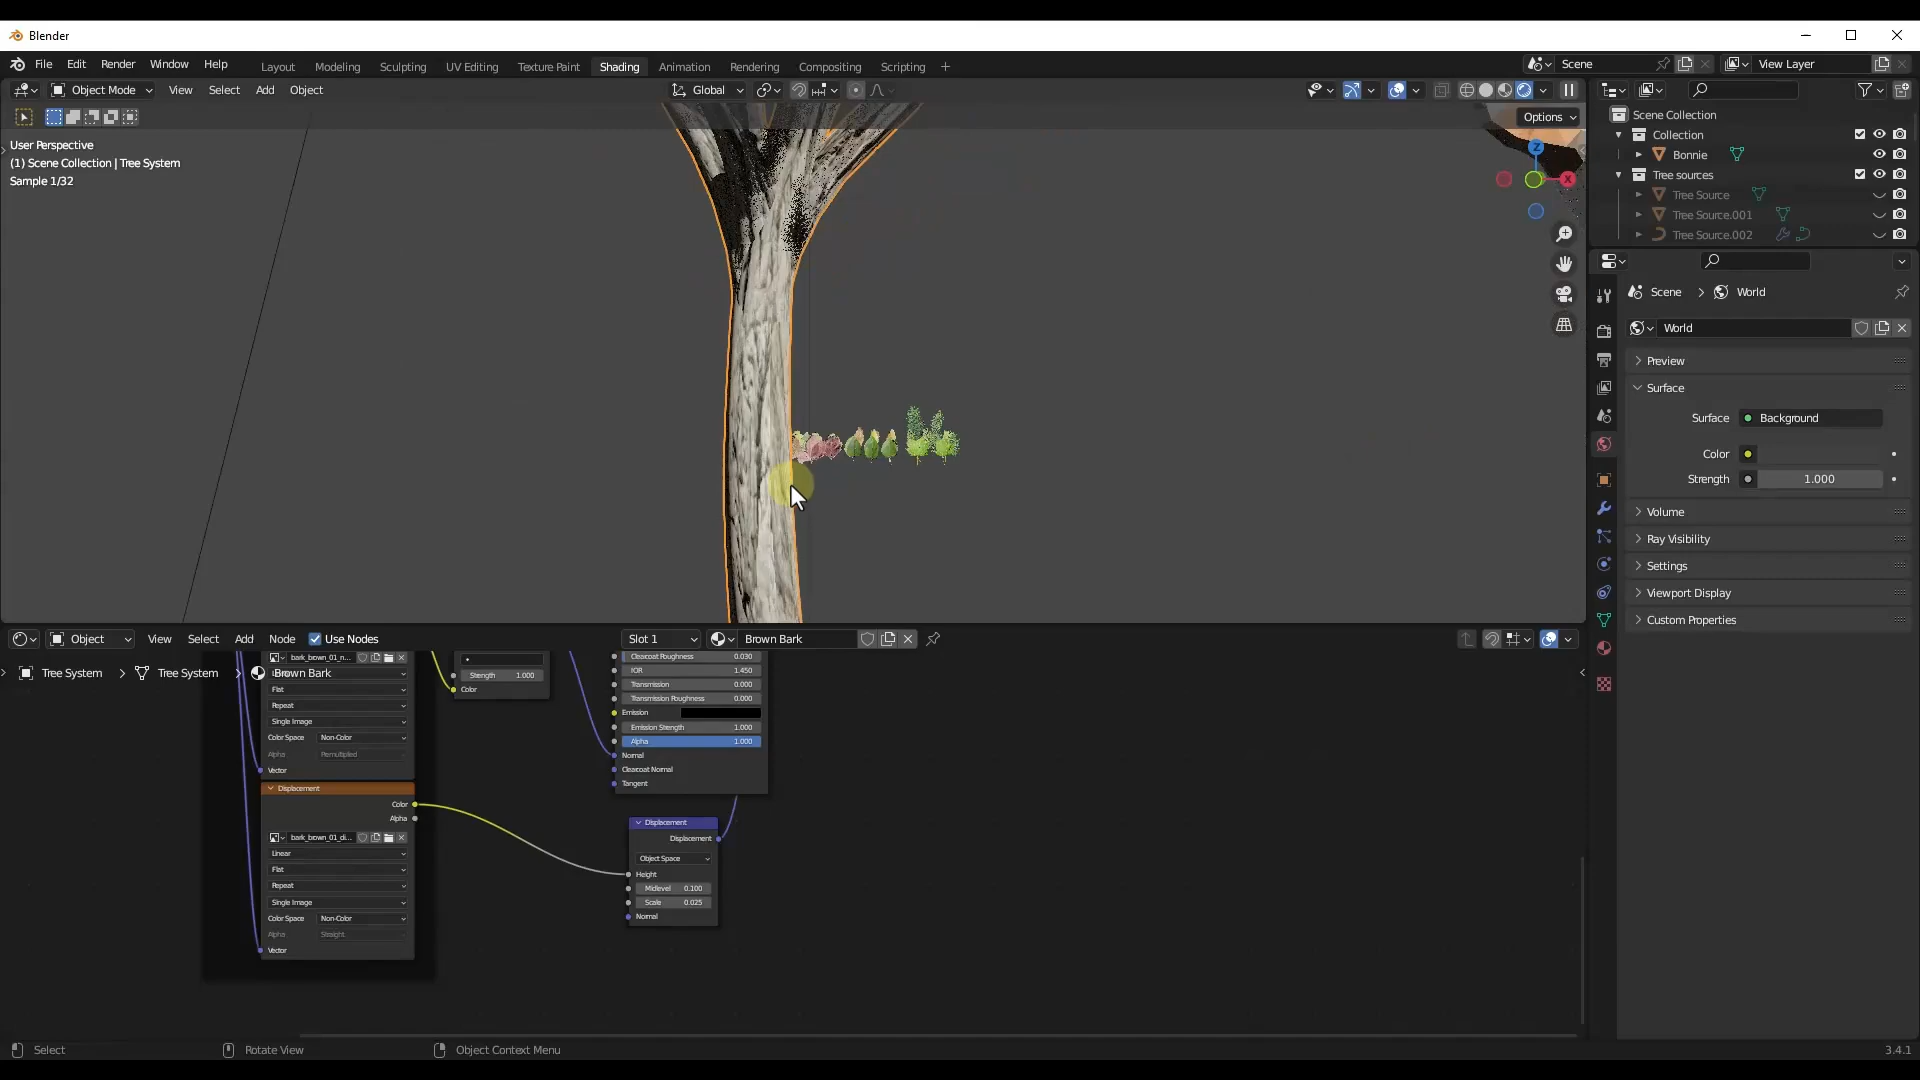 Blender
File Edit Render Window Help Layout Modeling Sculpting UV Editing Texture Paint Shading Animation Rendering Compositing Scripting + Scene View Layer
Object Mode View Select Add Object Global
Options
User Perspective
(1) Scene Collection | Tree System
Sample 1/32
Z
X
Scene Collection
Collection
Bonnie
Tree sources
Tree Source
Tree Source.001
Tree Source.002
Scene > World
World
Preview
Surface
Surface Background
Color
Strength 1.000
Volume
Ray Visibility
Settings
Viewport Display
Custom Properties
Object View Select Add Node Use Nodes Slot 1 Brown Bark
Tree System > Tree System > Brown Bark
bark_brown_01_n...
Flat
Repeat
Single Image
Color Space Non-Color
Alpha Premultiplied
Vector
Strength 1.000
Color
Clearcoat Roughness 0.030
IOR 1.450
Transmission 0.000
Transmission Roughness 0.000
Emission
Emission Strength 1.000
Alpha 1.000
Normal
Clearcoat Normal
Tangent
Displacement
Color
Alpha
bark_brown_01_di...
Linear
Flat
Repeat
Single Image
Color Space Non-Color
Alpha Straight
Vector
Displacement
Displacement
Object Space
Height
Midlevel 0.100
Scale 0.025
Normal
Select Rotate View Object Context Menu 3.4.1